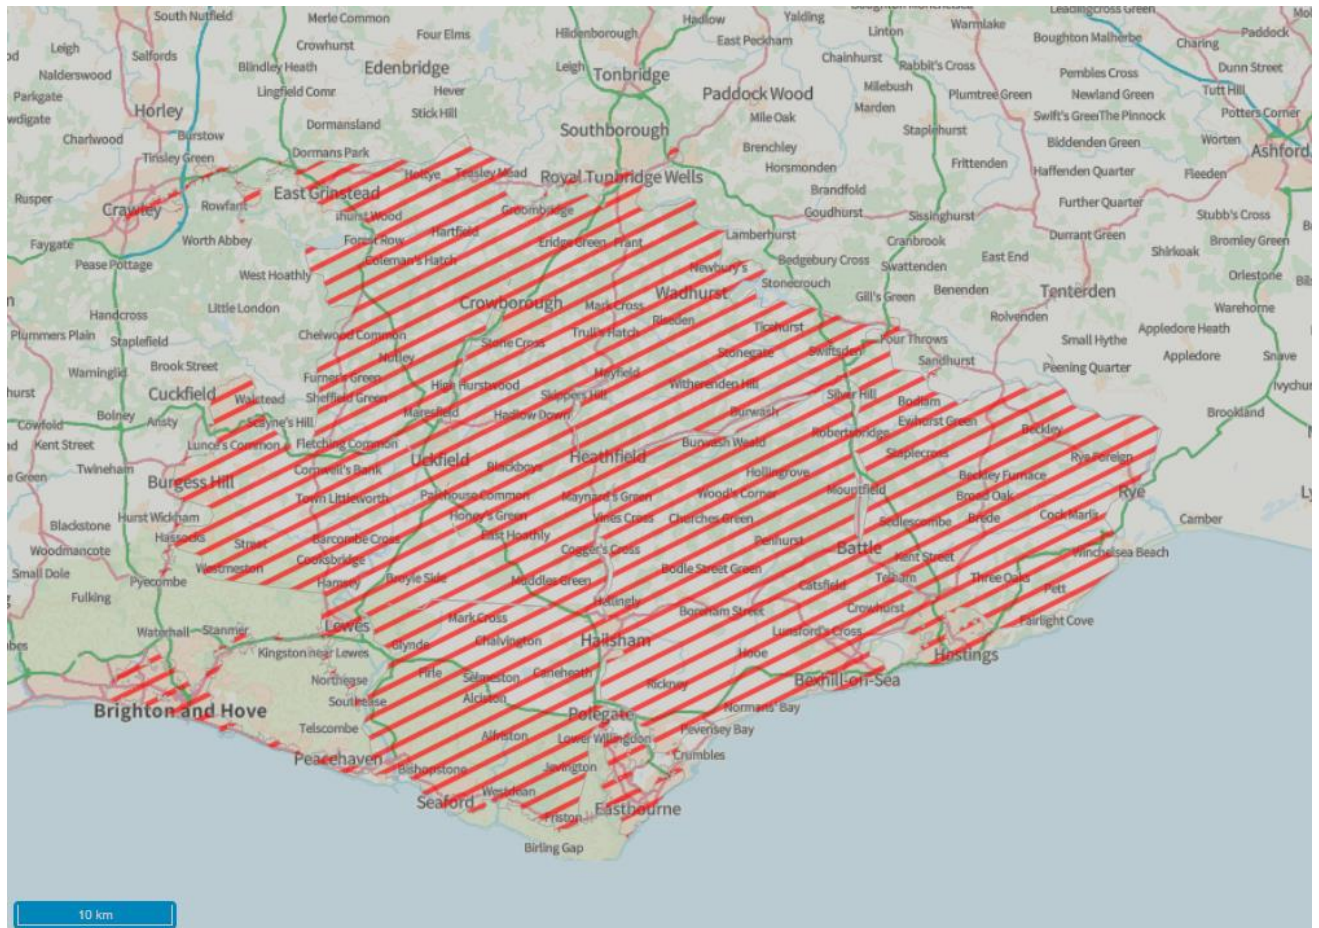 South Nutfield
Merle Common
Hadlow
Yalding
Warmlake
Four Elms
Hildenborough
Linton
East Peckham
Boughton Malherbe
Charing
Paddock
Leigh
Salfords
Crowhurst
Chainhurst
Rabbit's Cross
Dunn Street
Nalderswood
Blindley Heath
Edenbridge
Leigh
Tonbridge
Pembles Cross
Tutt Hill
Parkgate
Hever
Paddock Wood
Milebush
Plumtree Green
Newland Green
Horley
Stick Hill
Mile Oak
Marden
The Pinnock
Potters Corner
Charlwood
Burstow
Dormansland
Southborough
Staplehurst
Biddenden Green
Worten
Ashford
Tinsley Green
Dormans Park
Brenchley
Horsmonden
Frittenden
Haffenden Quarter
Fleeden
Holtye
Royal Tunbridge Wells
Rusper
Crawley
Rowfant
East Grinstead
Groombridge
Brandfold
Goudhurst
Sissinghurst
Further Quarter
Stubb's Cross
Faygate
Worth Abbey
Forest Row
Hartfield
Eridge Green
Frant
Lamberhurst
Cranbrook
Durrant Green
Bromley Green
Pease Pottage
West Hoathly
Coleman's Hatch
Newbury's
Bedgebury Cross
Swattenden
East End
Shirkoak
Orlestone
Stonecrouch
Gill's Green
Benenden
Tenterden
Handcross
Little London
Crowborough
Mark Cross
Wadhurst
Rolvenden
Warehorne
Plummers Plain
Staplefield
Chelwood Common
Stone Cross
Trull's Hatch
Riseden
Ticehurst
Four Throws
Small Hythe
Appledore Heath
Nutley
Stonegate
Swiftsden
Sandhurst
Peening Quarter
Appledore
Snave
Warninglid
Brook Street
Furner's Green
High Hurstwood
Mayfield
Witherenden Hill
Cuckfield
Walstead
Sheffield Green
Skippers Hill
Silver Hill
Bodiam
Brookland
Bolney
Ansty
Scayne's Hill
Maresfield
Hadlow Down
Burwash
Ewhurst Green
Cowfold
Kent Street
Lunce's Common
Fletching Common
Burwash Weald
Robertsbridge
Beckley
Twineham
Cornwell's Bank
Uckfield
Blackboys
Heathfield
Staplecross
Rye Foreign
Burgess Hill
Town Littleworth
Palehouse Common
Maynard's Green
Hollingrove
Wood's Corner
Mountfield
Beckley Furnace
Broad Oak
Rye
Blackstone
Hurst Wickham
Honey's Green
Vines Cross
Cherches Green
Sedlescombe
Brede
Cock Marling
Camber
Woodmancote
Hassocks
Street
Barcombe Cross
East Hoathly
Penhurst
Battle
Winchelsea Beach
Small Dole
Pyecombe
Westmeston
Cooksbridge
Cogger's Cross
Bodle Street Green
Kent Street
Fulking
Hamsey
Broyle Side
Muddles Green
Catsfield
Telham
Three Oaks
Pett
Hellingly
Boreham Street
Crowhurst
Fairlight Cove
Waterhall
Stanmer
Lewes
Mark Cross
Chalvington
Hailsham
Lunsford's Cross
Kingston near Lewes
Glynde
Hooe
Hastings
Northease
Firle
Selmeston
Caneheath
Rickney
Bexhill-on-Sea
Brighton and Hove
Southease
Alciston
Polegate
Normans' Bay
Telscombe
Alfriston
Lower Willingdon
Pevensey Bay
Peacehaven
Bishopstone
Jevington
Crumbles
Seaford
Westdean
Eastbourne
Friston
Birling Gap
10 km